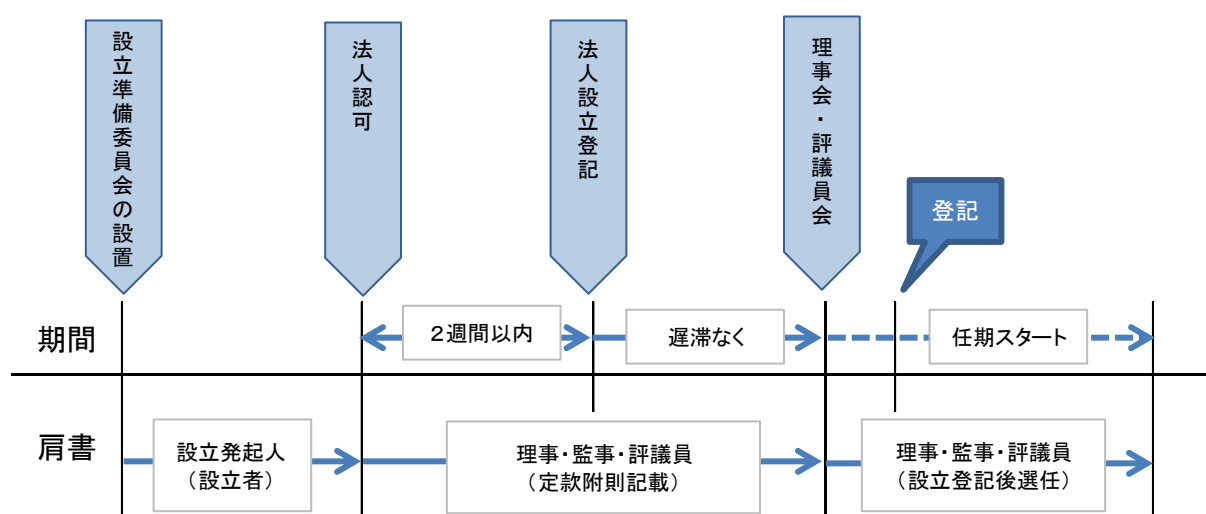 設立準備委員会の設置
法人認可
法人設立登記
理事会・評議員会
登記
期間
2週間以内
遅滞なく
任期スタート
肩書
設立発起人
（設立者）
理事・監事・評議員
（定款附則記載）
理事・監事・評議員
（設立登記後選任）